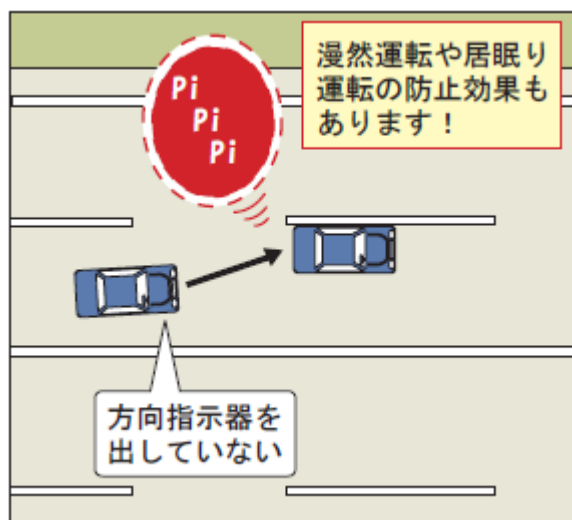 Pi
Pi
Pi
漫然運転や居眠り
運転の防止効果も
あります！
方向指示器を
出していない